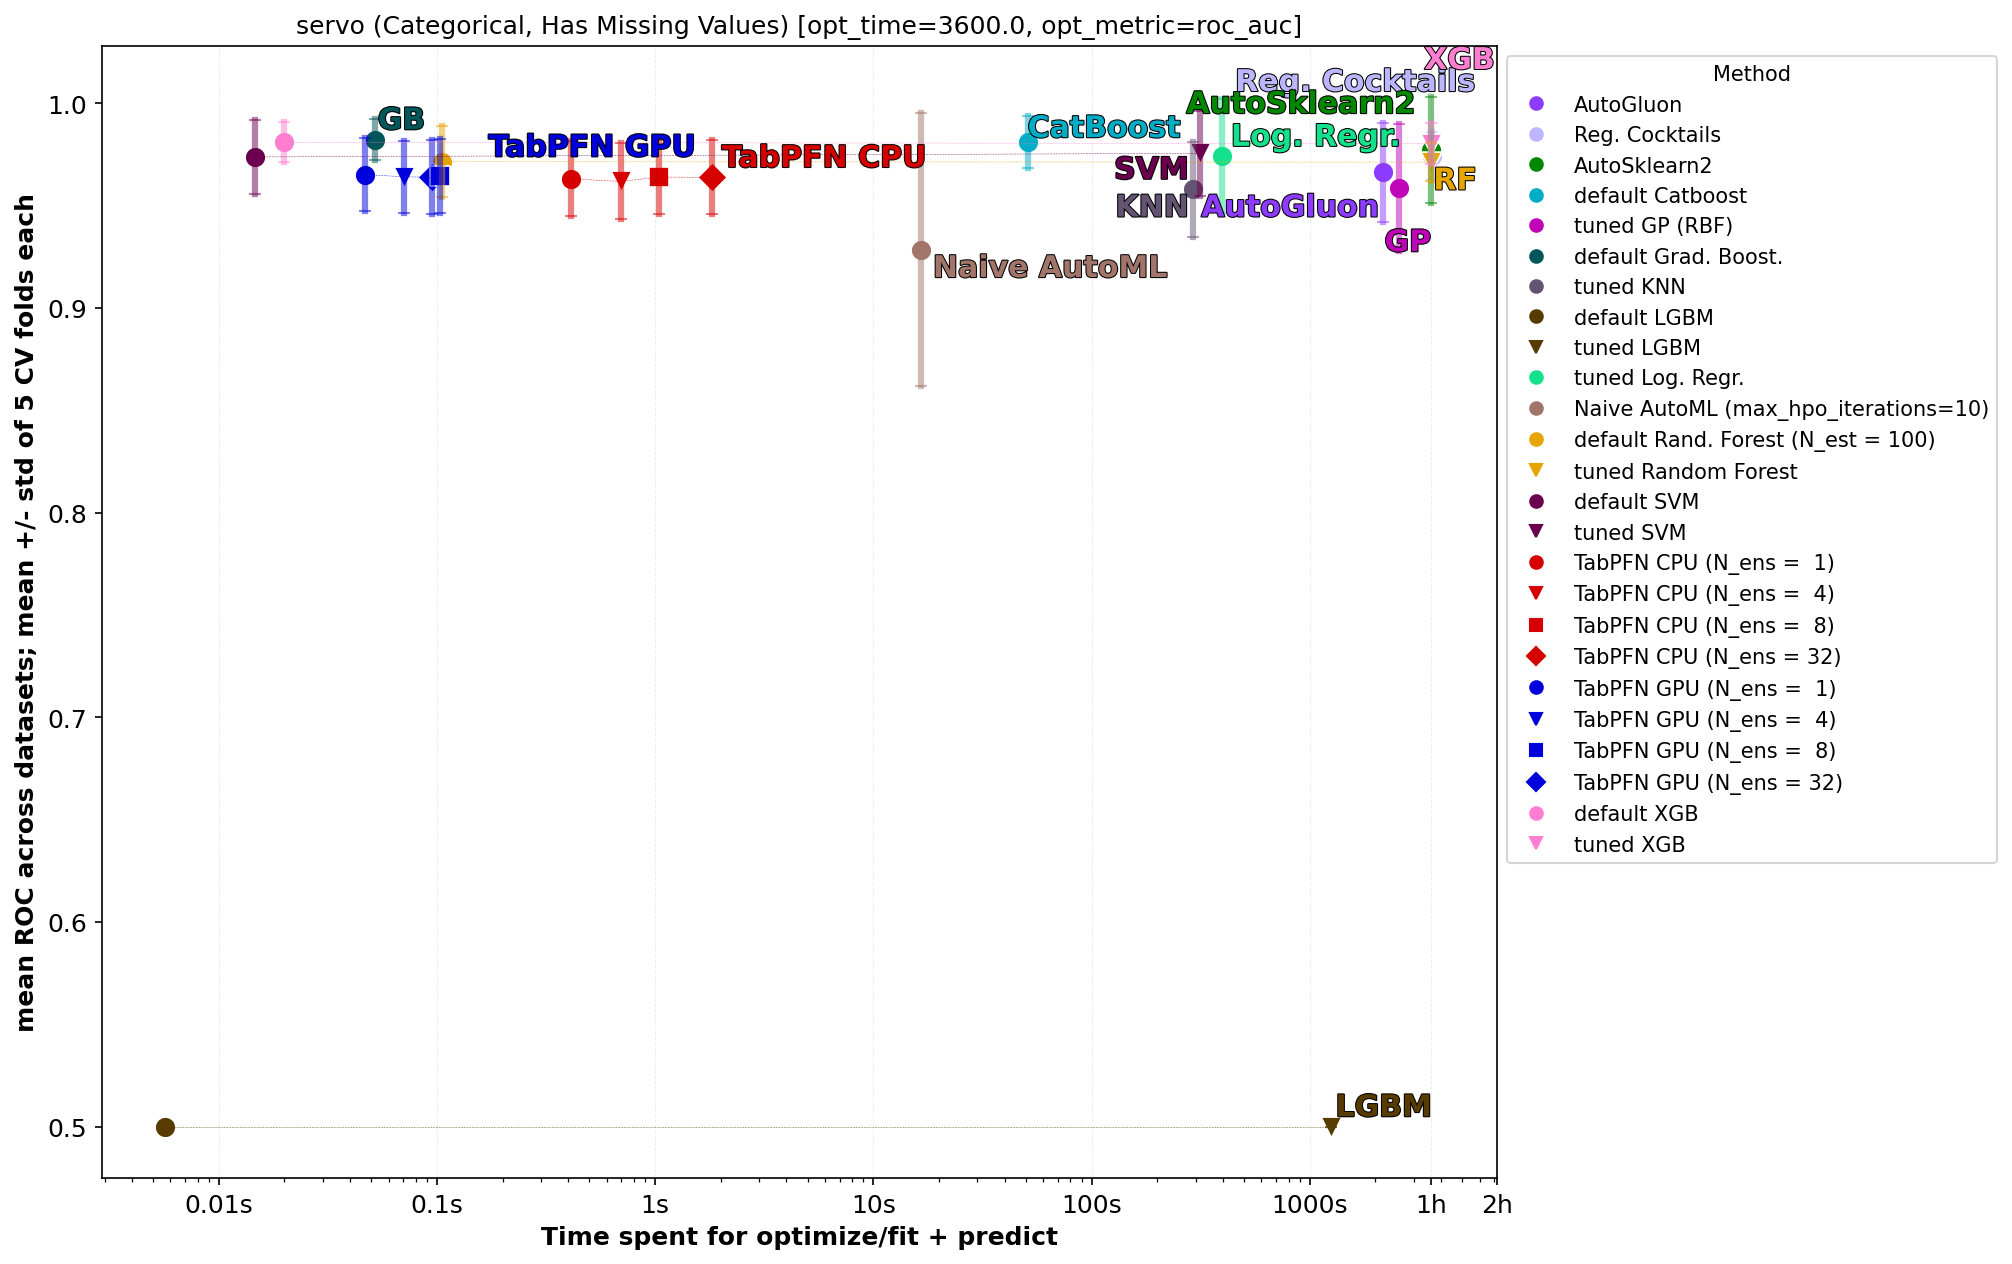 servo (Categorical, Has Missing Values) [opt_time=3600.0, opt_metric=roc_auc]
mean ROC across datasets; mean +/- std of 5 CV folds each
1.0
0.9
0.8
0.7
0.6
0.5
XGB
Reg. Cocktails
AutoSklearn2
GB
CatBoost
Log. Regr.
TabPFN GPU
TabPFN CPU
SVM
RF
KNN
AutoGluon
GP
Naive AutoML
LGBM
0.01s
0.1s
1s
10s
100s
1000s
1h
2h
Time spent for optimize/fit + predict
Method
AutoGluon
Reg. Cocktails
AutoSklearn2
default Catboost
tuned GP (RBF)
default Grad. Boost.
tuned KNN
default LGBM
tuned LGBM
tuned Log. Regr.
Naive AutoML (max_hpo_iterations=10)
default Rand. Forest (N_est = 100)
tuned Random Forest
default SVM
tuned SVM
TabPFN CPU (N_ens =  1)
TabPFN CPU (N_ens =  4)
TabPFN CPU (N_ens =  8)
TabPFN CPU (N_ens = 32)
TabPFN GPU (N_ens =  1)
TabPFN GPU (N_ens =  4)
TabPFN GPU (N_ens =  8)
TabPFN GPU (N_ens = 32)
default XGB
tuned XGB